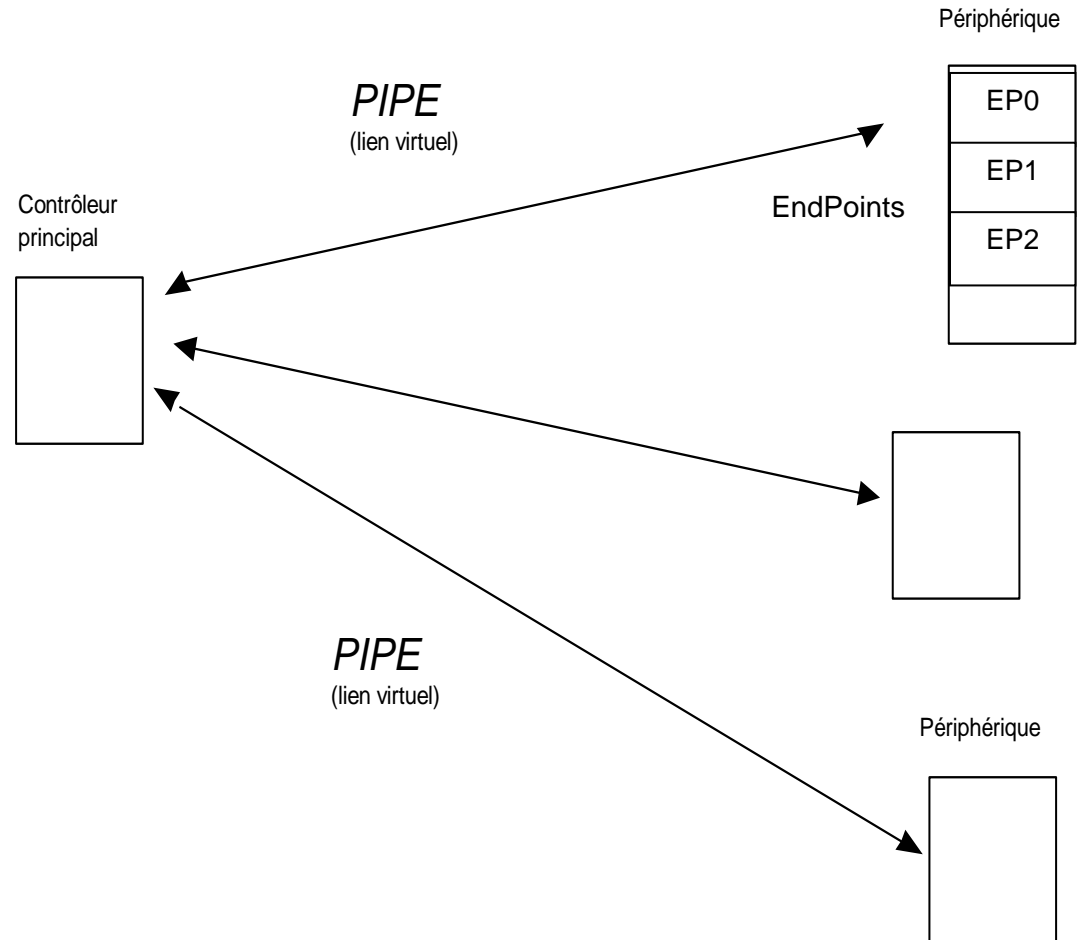 Périphérique
PIPE
(lien virtuel)
EP0
EP1
EndPoints
Contrôleur
principal
EP2
PIPE
(lien virtuel)
Périphérique